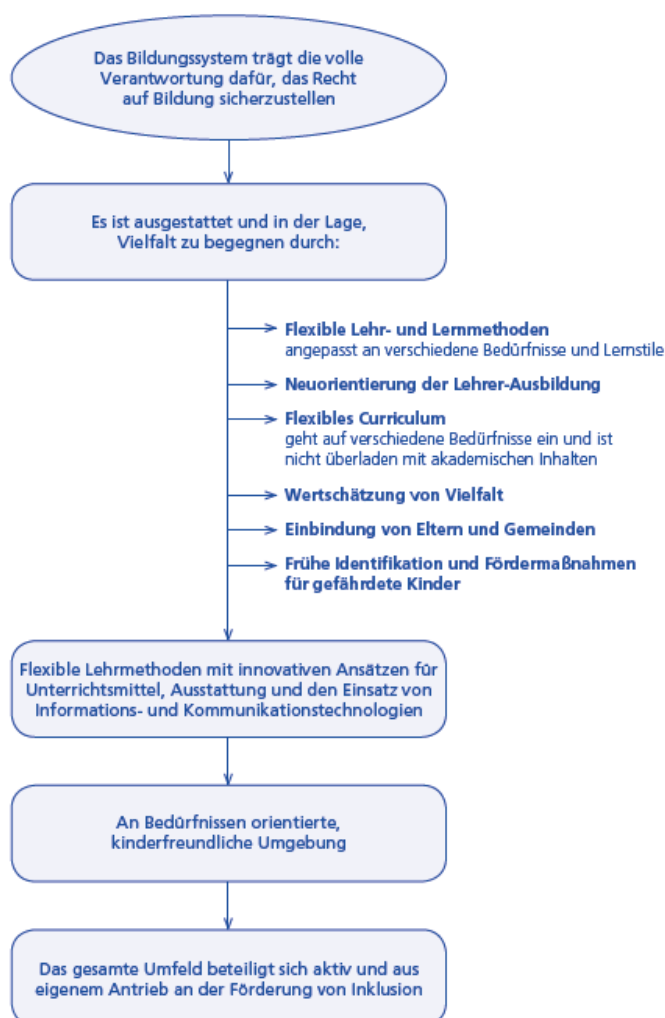 Das Bildungssystem trägt die volle
Verantwortung dafür, das Recht
auf Bildung sicherzustellen
Es ist ausgestattet und in der Lage,
Vielfalt zu begegnen durch:
Flexible Lehr- und Lernmethoden
angepasst an verschiedene Bedürfnisse und Lernstile
Neuorientierung der Lehrer-Ausbildung
Flexibles Curriculum
geht auf verschiedene Bedürfnisse ein und ist
nicht überladen mit akademischen Inhalten
Wertschätzung von Vielfalt
Einbindung von Eltern und Gemeinden
Frühe Identifikation und Fördermaßnahmen
für gefährdete Kinder
Flexible Lehrmethoden mit innovativen Ansätzen für
Unterrichtsmittel, Ausstattung und den Einsatz von
Informations- und Kommunikationstechnologien
An Bedürfnissen orientierte,
kinderfreundliche Umgebung
Das gesamte Umfeld beteiligt sich aktiv und aus
eigenem Antrieb an der Förderung von Inklusion